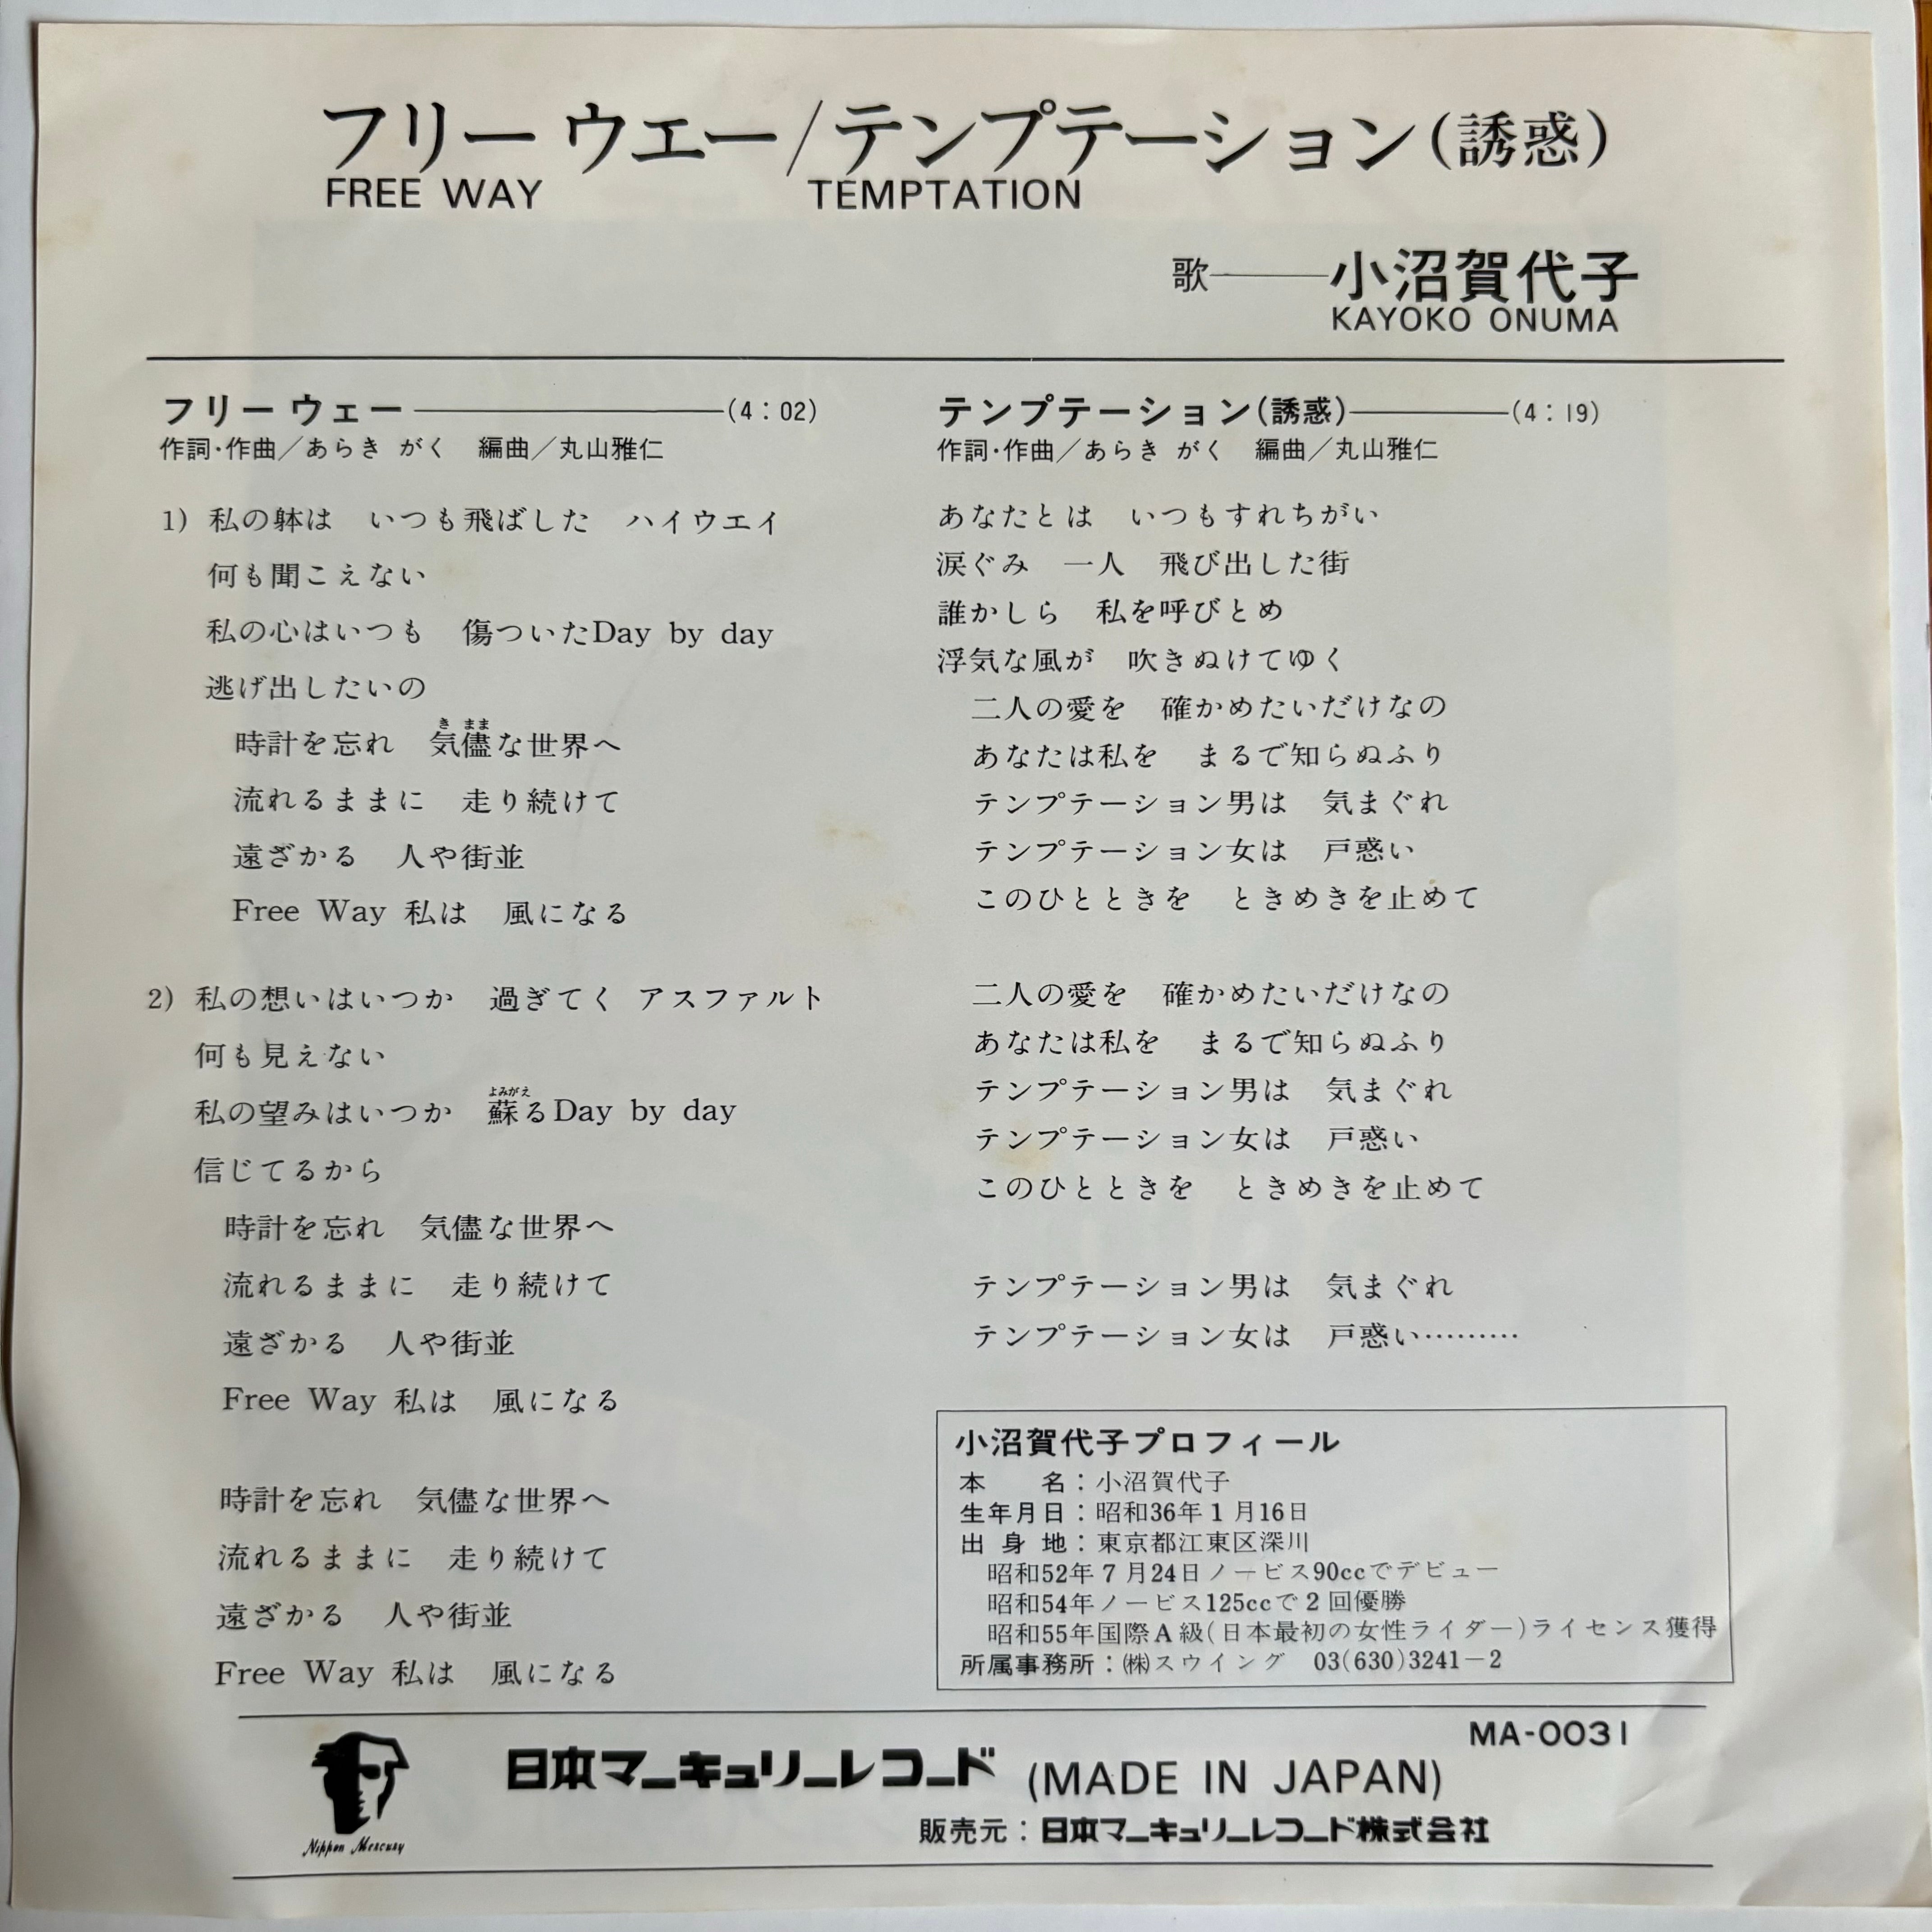 フリー ウエー/テンプテーション(誘惑)
FREE WAY TEMPTATION
歌――小沼賀代子
KAYOKO ONUMA
フリー ウェー――(4:02)
作詞・作曲/あらき がく 編曲/丸山雅仁
1) 私の躰は いつも飛ばした ハイウエイ
何も聞こえない
私の心はいつも 傷ついたDay by day
逃げ出したいの
き まま
時計を忘れ 気儘な世界へ
流れるままに 走り続けて
遠ざかる 人や街並
Free Way 私は 風になる
2) 私の想いはいつか 過ぎてく アスファルト
何も見えない
よみがえ
私の望みはいつか 蘇るDay by day
信じてるから
時計を忘れ 気儘な世界へ
流れるままに 走り続けて
遠ざかる 人や街並
Free Way 私は 風になる
時計を忘れ 気儘な世界へ
流れるままに 走り続けて
遠ざかる 人や街並
Free Way 私は 風になる
テンプテーション(誘惑)――(4:19)
作詞・作曲/あらき がく 編曲/丸山雅仁
あなたとは いつもすれちがい
涙ぐみ 一人 飛び出した街
誰かしら 私を呼びとめ
浮気な風が 吹きぬけてゆく
二人の愛を 確かめたいだけなの
あなたは私を まるで知らぬふり
テンプテーション男は 気まぐれ
テンプテーション女は 戸惑い
このひとときを ときめきを止めて
二人の愛を 確かめたいだけなの
あなたは私を まるで知らぬふり
テンプテーション男は 気まぐれ
テンプテーション女は 戸惑い
このひとときを ときめきを止めて
テンプテーション男は 気まぐれ
テンプテーション女は 戸惑い………
小沼賀代子プロフィール
本 名:小沼賀代子
生年月日:昭和36年1月16日
出 身 地:東京都江東区深川
昭和52年7月24日ノービス90ccでデビュー
昭和54年ノービス125ccで2回優勝
昭和55年国際A級(日本最初の女性ライダー)ライセンス獲得
所属事務所:㈱スウイング 03(630)3241-2
MA-0031
日本マーキュリーレコード (MADE IN JAPAN)
販売元:日本マーキュリーレコード株式会社
Nippon Mercury